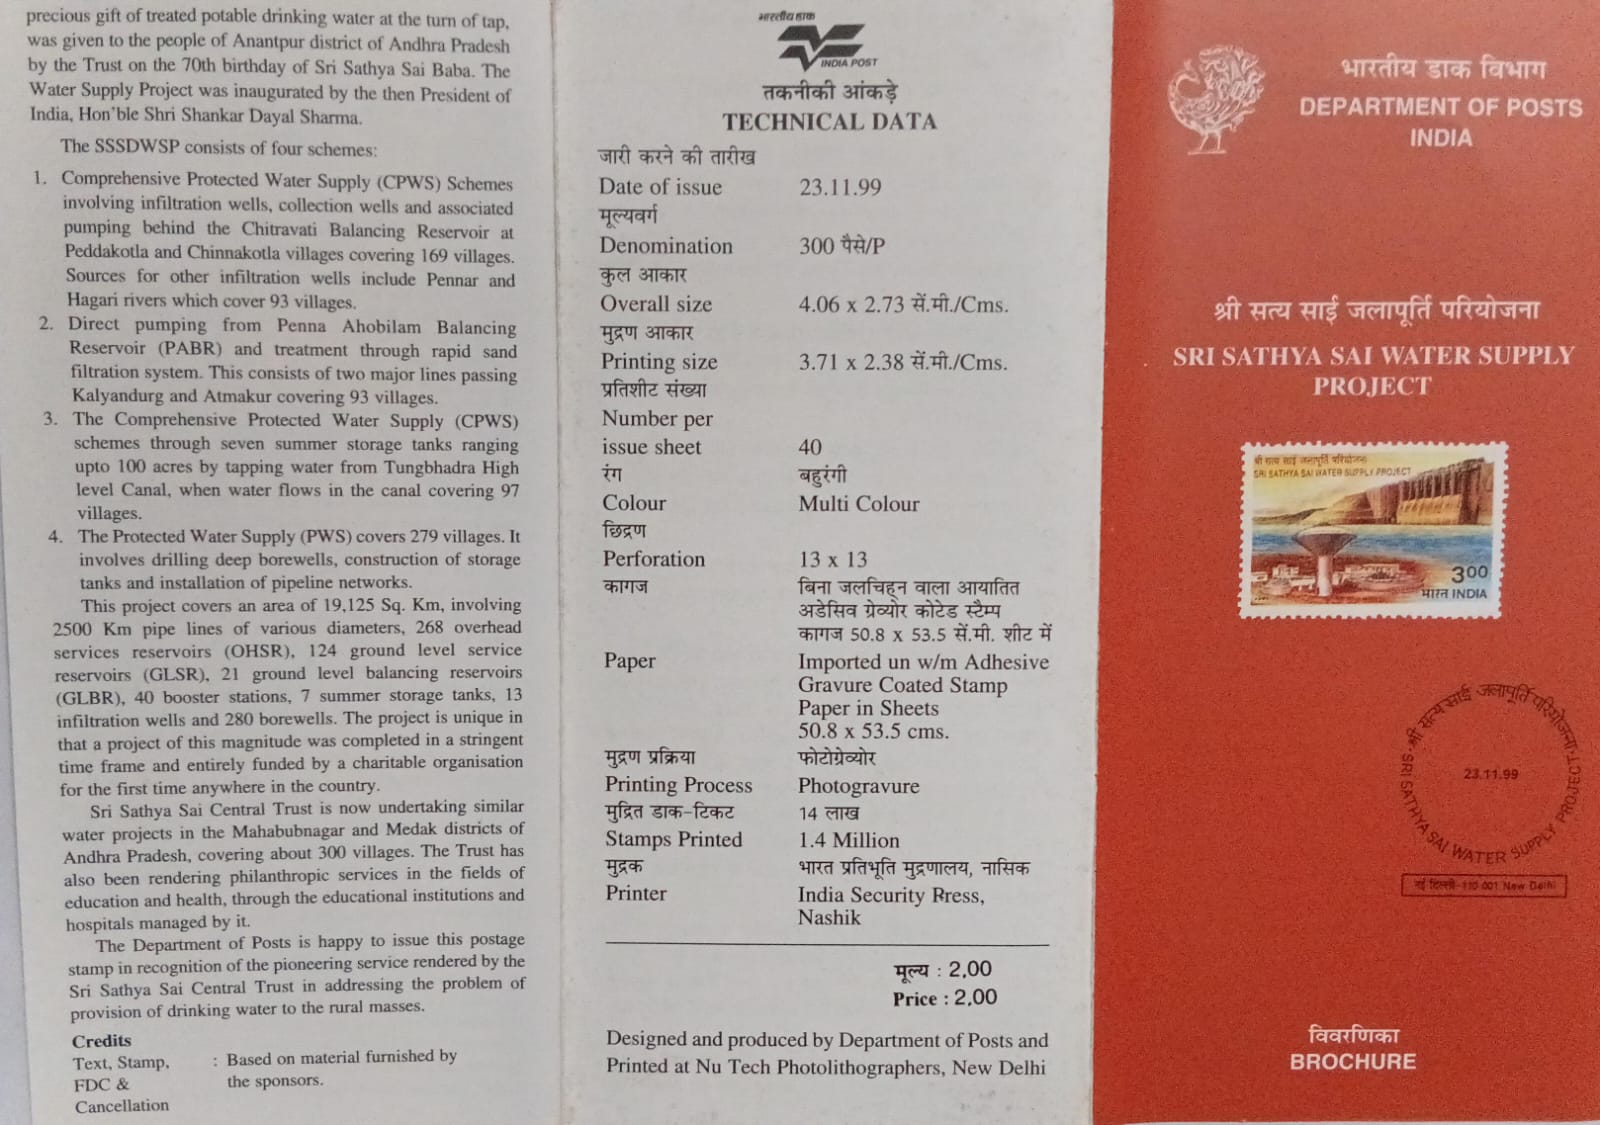 precious gift of treated potable drinking water at the turn of tap,
was given to the people of Anantpur district of Andhra Pradesh
by the Trust on the 70th birthday of Sri Sathya Sai Baba. The
Water Supply Project was inaugurated by the then President of
India, Hon'ble Shri Shankar Dayal Sharma.
The SSSDWSP consists of four schemes:
1. Comprehensive Protected Water Supply (CPWS) Schemes
involving infiltration wells, collection wells and associated
pumping behind the Chitravati Balancing Reservoir at
Peddakotla and Chinnakotla villages covering 169 villages.
Sources for other infiltration wells include Pennar and
Hagari rivers which cover 93 villages.
2. Direct pumping from Penna Ahobilam Balancing
Reservoir (PABR) and treatment through rapid sand
filtration system. This consists of two major lines passing
Kalyandurg and Atmakur covering 93 villages.
3. The Comprehensive Protected Water Supply (CPWS)
schemes through seven summer storage tanks ranging
upto 100 acres by tapping water from Tungbhadra High
level Canal, when water flows in the canal covering 97
villages.
4. The Protected Water Supply (PWS) covers 279 villages. It
involves drilling deep borewells, construction of storage
tanks and installation of pipeline networks.
This project covers an area of 19,125 Sq. Km, involving
2500 Km pipe lines of various diameters, 268 overhead
services reservoirs (OHSR), 124 ground level service
reservoirs (GLSR), 21 ground level balancing reservoirs
(GLBR), 40 booster stations, 7 summer storage tanks, 13
infiltration wells and 280 borewells. The project is unique in
that a project of this magnitude was completed in a stringent
time frame and entirely funded by a charitable organisation
for the first time anywhere in the country.
Sri Sathya Sai Central Trust is now undertaking similar
water projects in the Mahabubnagar and Medak districts of
Andhra Pradesh, covering about 300 villages. The Trust has
also been rendering philanthropic services in the fields of
education and health, through the educational institutions and
hospitals managed by it.
The Department of Posts is happy to issue this postage
stamp in recognition of the pioneering service rendered by the
Sri Sathya Sai Central Trust in addressing the problem of
provision of drinking water to the rural masses.
Credits
Text, Stamp, : Based on material furnished by
FDC & the sponsors.
Cancellation
भारतीय डाक
INDIA POST
तकनीकी आंकड़े
TECHNICAL DATA
जारी करने की तारीख
Date of issue 23.11.99
मूल्यवर्ग
Denomination 300 पैसे/P
कुल आकार
Overall size 4.06 x 2.73 सें.मी./Cms.
मुद्रण आकार
Printing size 3.71 x 2.38 सें.मी./Cms.
प्रतिशीट संख्या
Number per
issue sheet 40
रंग बहुरंगी
Colour Multi Colour
छिद्रण
Perforation 13 x 13
कागज बिना जलचिहन वाला आयातित
अडेसिव ग्रेव्योर कोटेड स्टैम्प
कागज 50.8 x 53.5 सें.मी. शीट में
Paper Imported un w/m Adhesive
Gravure Coated Stamp
Paper in Sheets
50.8 x 53.5 cms.
मुद्रण प्रक्रिया फोटोग्रेव्योर
Printing Process Photogravure
मुद्रित डाक-टिकट 14 लाख
Stamps Printed 1.4 Million
मुद्रक भारत प्रतिभूति मुद्रणालय, नासिक
Printer India Security Press,
Nashik
मूल्य : 2.00
Price : 2.00
Designed and produced by Department of Posts and
Printed at Nu Tech Photolithographers, New Delhi
भारतीय डाक विभाग
DEPARTMENT OF POSTS
INDIA
श्री सत्य साई जलापूर्ति परियोजना
SRI SATHYA SAI WATER SUPPLY
PROJECT
श्री सत्य साई जलापूर्ति परियोजना
SRI SATHYA SAI WATER SUPPLY PROJECT
300
भारत INDIA
श्री सत्य साई जलापूर्ति परियोजना
23.11.99
SRI SATHYA SAI WATER SUPPLY PROJECT
नई दिल्ली-110 001 New Delhi
विवरणिका
BROCHURE